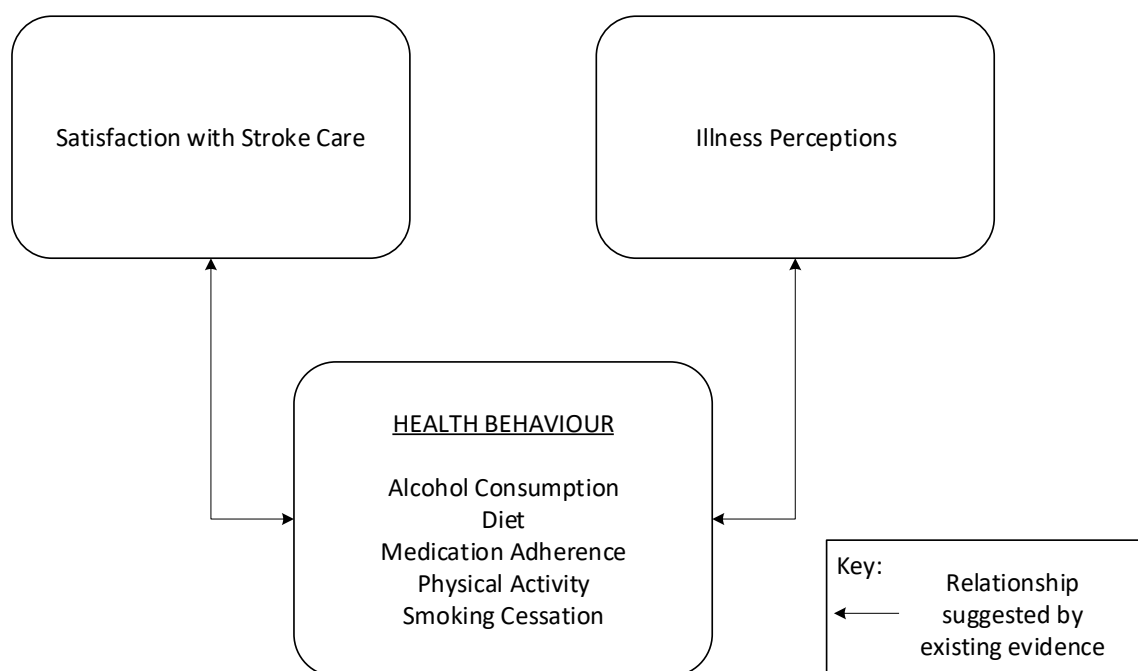 Satisfaction with Stroke Care
Illness Perceptions
HEALTH BEHAVIOUR
Alcohol Consumption
Diet
Medication Adherence
Physical Activity
Smoking Cessation
Key:
Relationship
suggested by
existing evidence